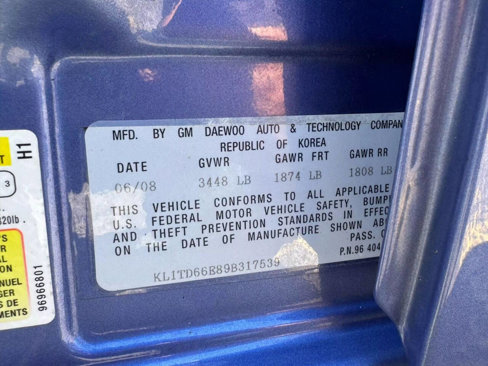 MFD. BY GM DAEWOO AUTO & TECHNOLOGY COMPAN
REPUBLIC OF KOREA
DATE GVWR GAWR FRT GAWR RR
06/08 3448 LB 1874 LB 1808 LB
THIS VEHICLE CONFORMS TO ALL APPLICABLE
U.S. FEDERAL MOTOR VEHICLE SAFETY, BUMP
AND THEFT PREVENTION STANDARDS IN EFFEC
ON THE DATE OF MANUFACTURE SHOWN AB
PASS.
P.N.96 404
KL1TD66E89B317539
H1
3
320lb.
96966801